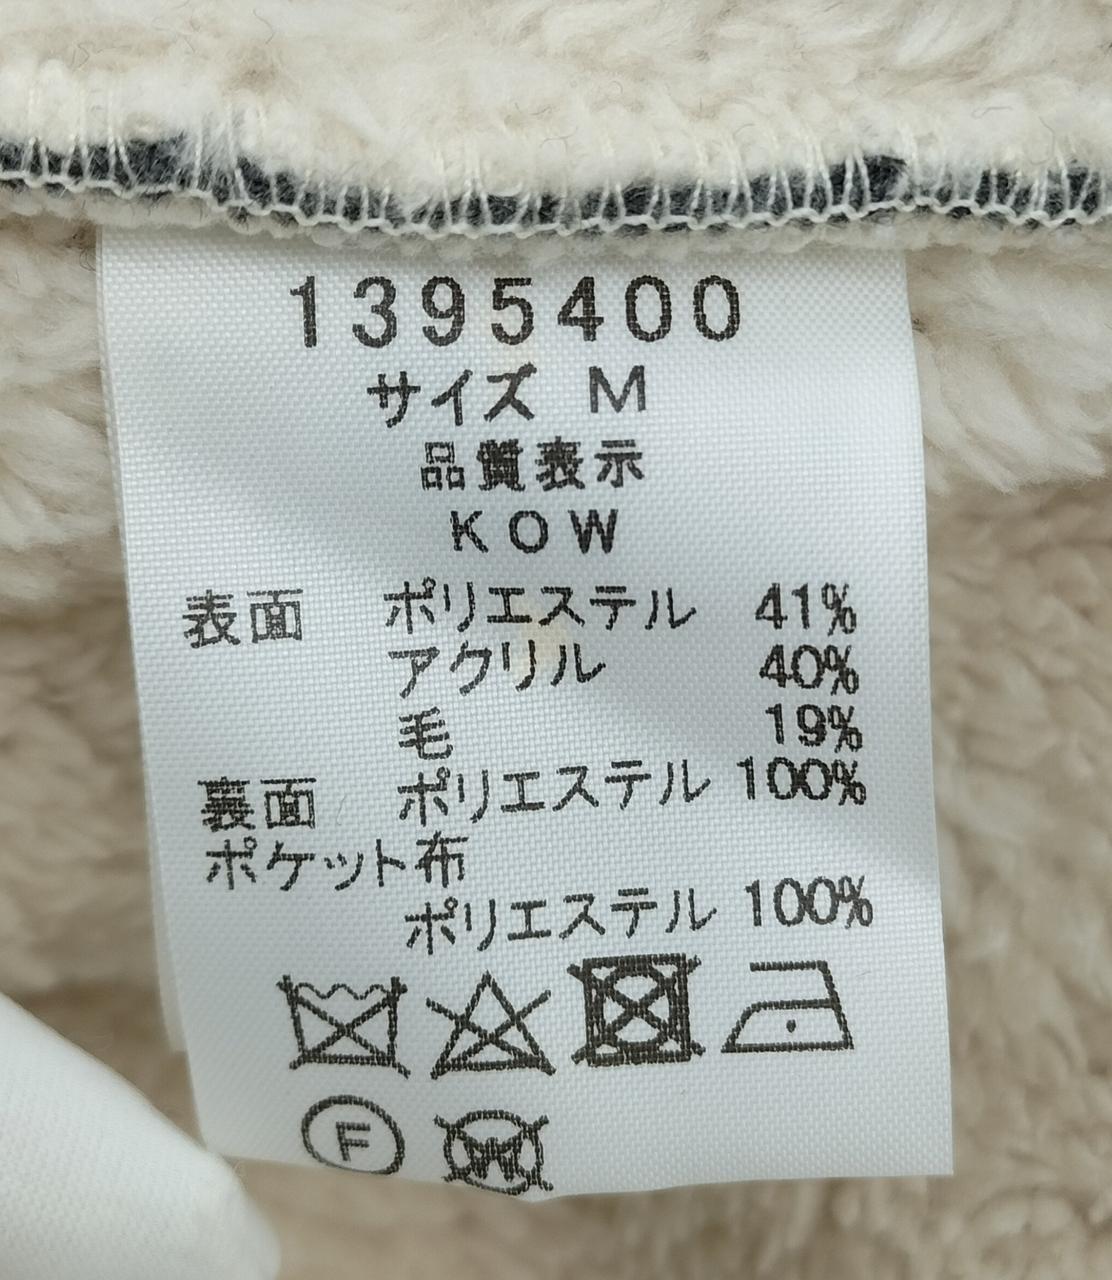 1395400
サイズ M
品質表示
KOW
表面 ポリエステル 41%
アクリル 40%
毛 19%
裏面 ポリエステル 100%
ポケット布
ポリエステル 100%
F
W